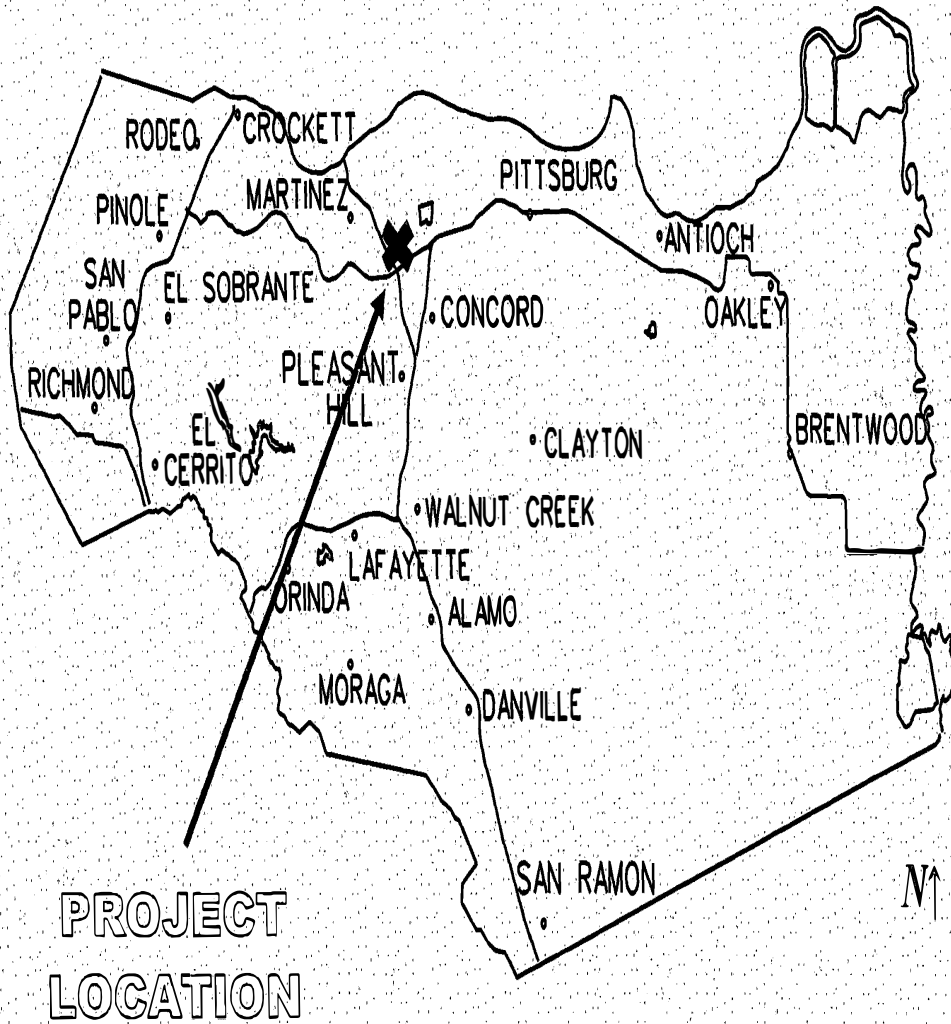 RODEO
CROCKETT
MARTINEZ
PITTSBURG
PINOLE
ANTIOCH
SAN
PABLO
EL SOBRANTE
CONCORD
OAKLEY
RICHMOND
PLEASANT
HILL
EL
CERRITO
CLAYTON
BRENTWOOD
WALNUT CREEK
LAFAYETTE
ORINDA
ALAMO
MORAGA
DANVILLE
SAN RAMON
N
PROJECT
LOCATION